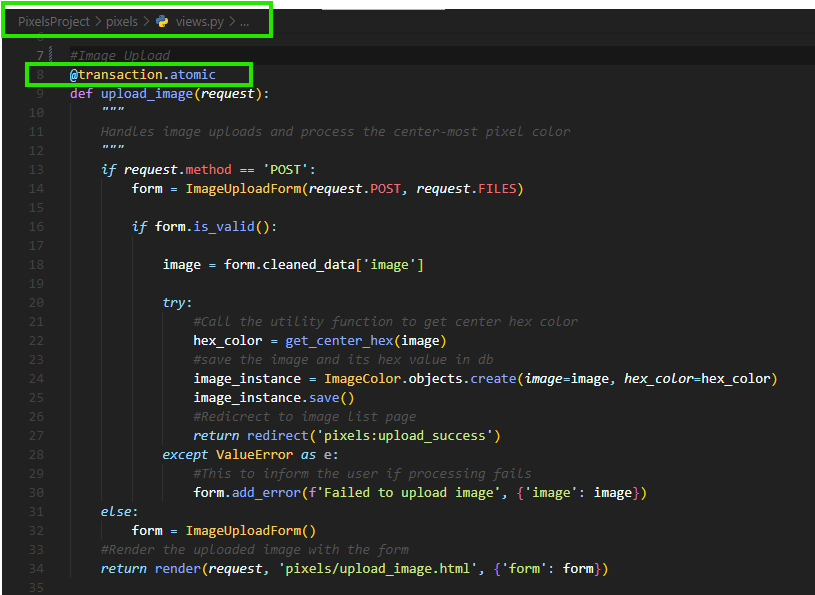 PixelsProject > pixels > views.py > ...
6
7 #Image Upload
8 @transaction.atomic
9 def upload_image(request):
10 """
11 Handles image uploads and process the center-most pixel color
12 """
13 if request.method == 'POST':
14 form = ImageUploadForm(request.POST, request.FILES)
15
16 if form.is_valid():
17
18 image = form.cleaned_data['image']
19
20 try:
21 #Call the utility function to get center hex color
22 hex_color = get_center_hex(image)
23 #save the image and its hex value in db
24 image_instance = ImageColor.objects.create(image=image, hex_color=hex_color)
25 image_instance.save()
26 #Redicrect to image list page
27 return redirect('pixels:upload_success')
28 except ValueError as e:
29 #This to inform the user if processing fails
30 form.add_error(f'Failed to upload image', {'image': image})
31 else:
32 form = ImageUploadForm()
33 #Render the uploaded image with the form
34 return render(request, 'pixels/upload_image.html', {'form': form})
35